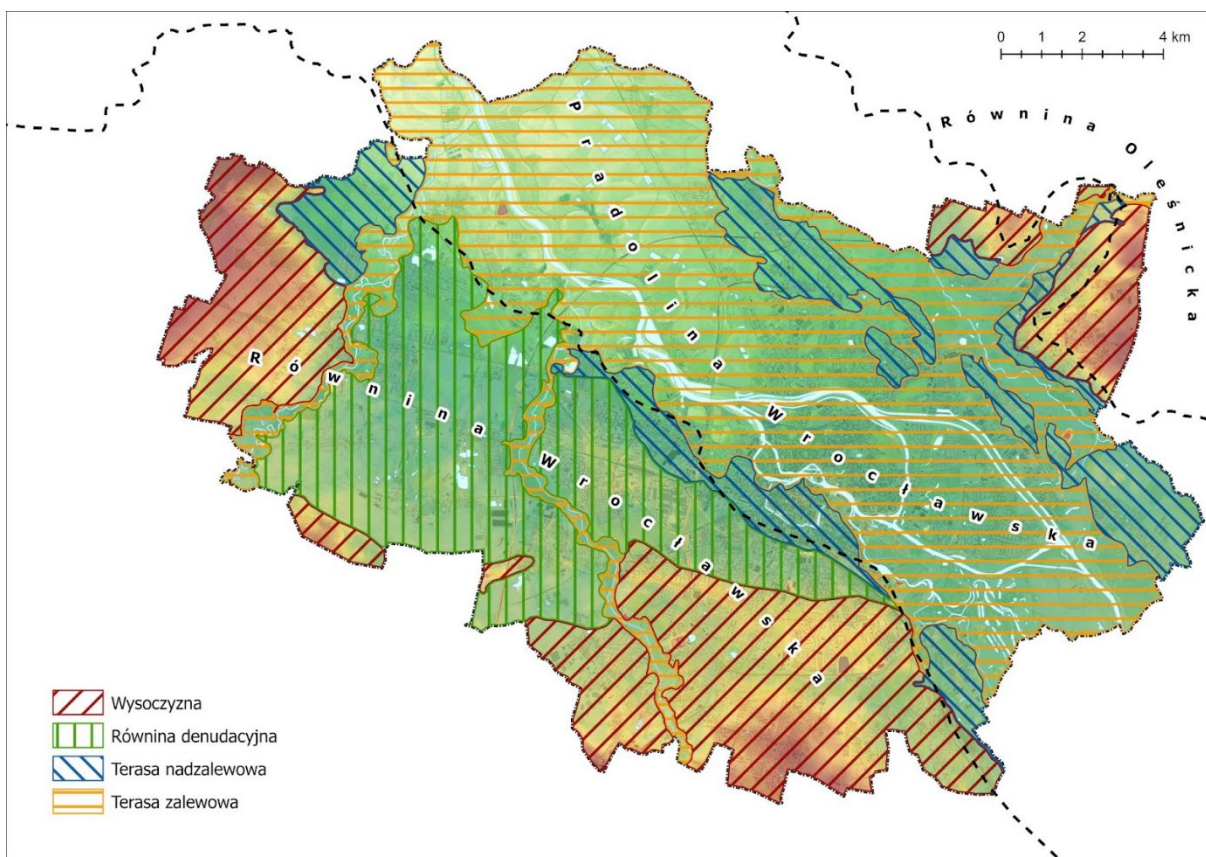 0 1 2 4 km
Równina Oleśnicka
Pradolina Wrocławska
Równina Wrocławska
Wysoczyzna
Równina denudacyjna
Terasa nadzalewowa
Terasa zalewowa